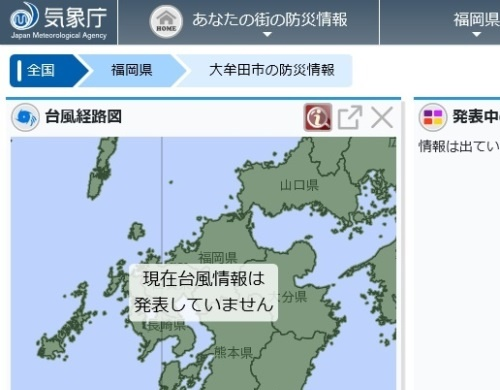 気象庁
Japan Meteorological Agency
HOME
あなたの街の防災情報
福岡県
全国
福岡県
大牟田市の防災情報
台風経路図
発表中
情報は出てい
山口県
福岡県
現在台風情報は
発表していません
大分県
長崎県
熊本県